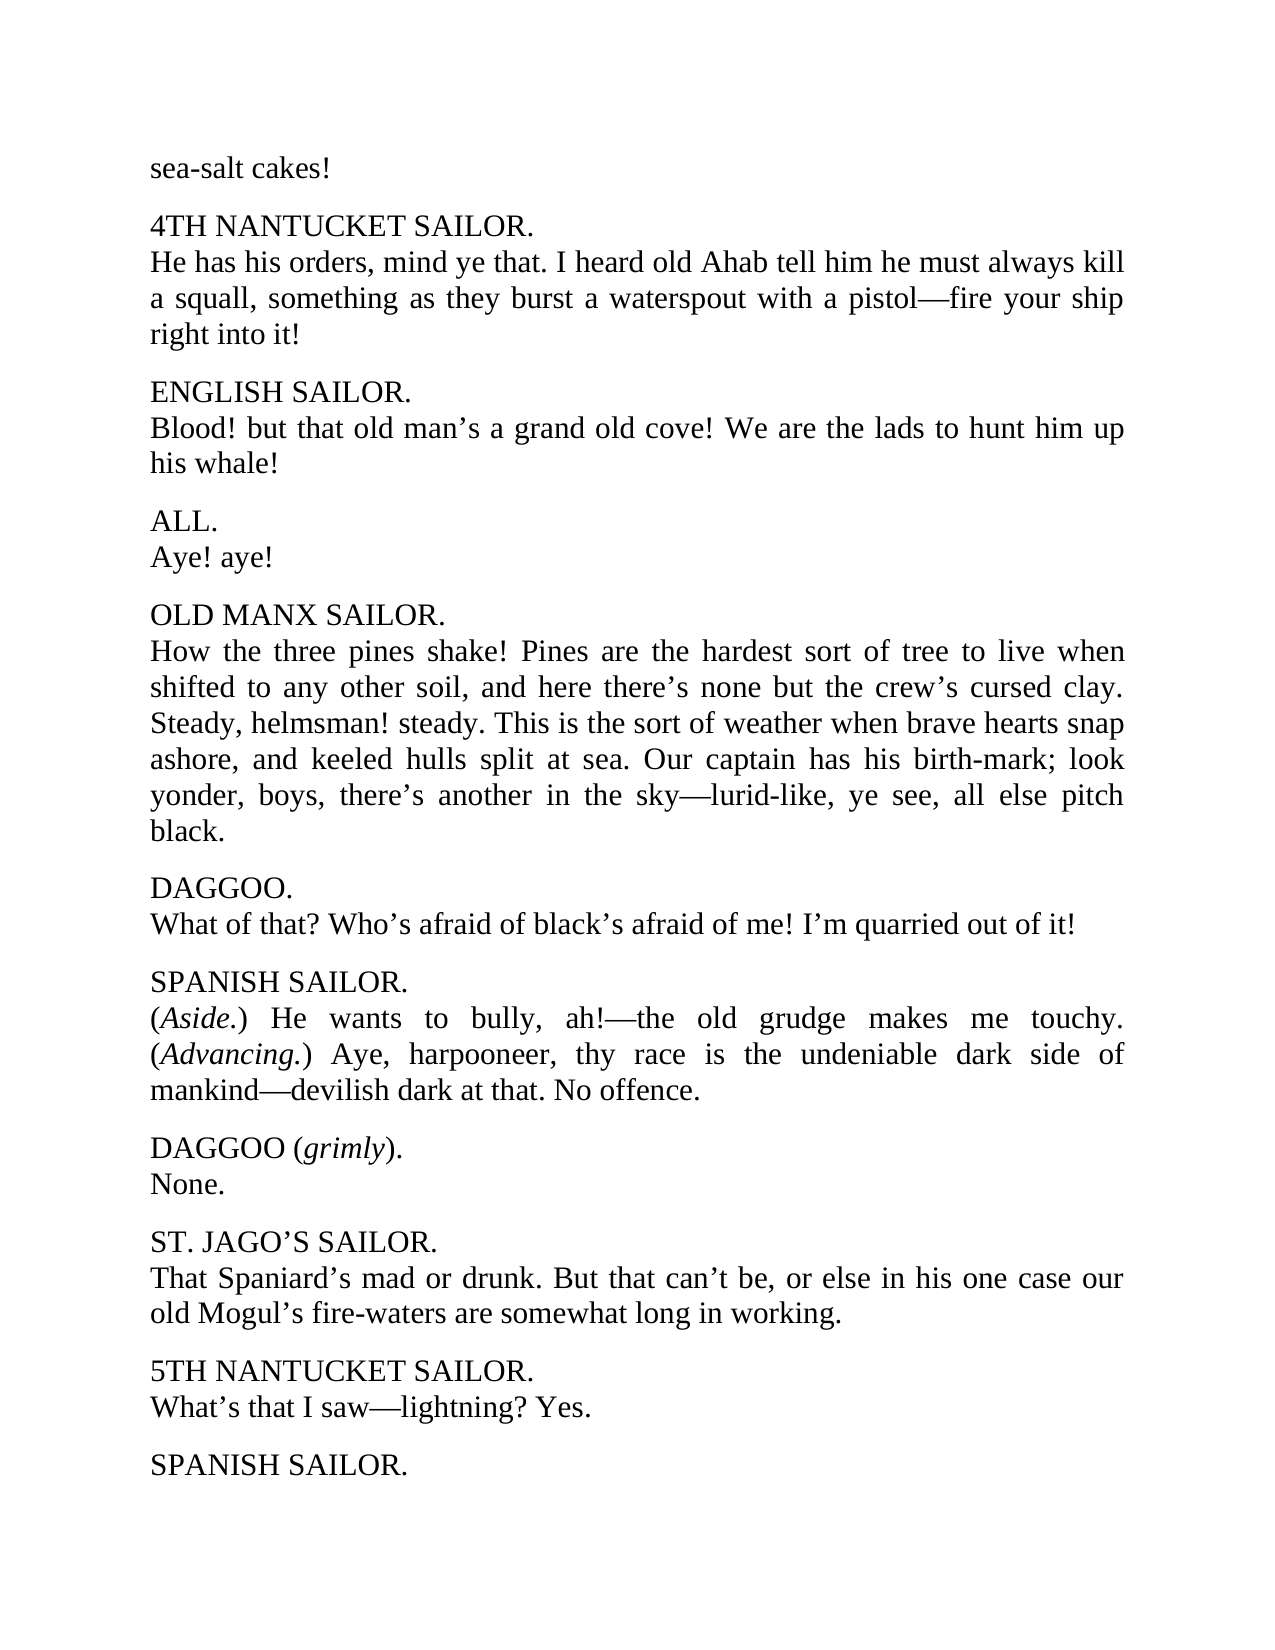 sea-salt cakes!
4TH NANTUCKET SAILOR.
He has his orders, mind ye that. I heard old Ahab tell him he must always kill
a squall, something as they burst a waterspout with a pistol—fire your ship
right into it!
ENGLISH SAILOR.
Blood! but that old man’s a grand old cove! We are the lads to hunt him up
his whale!
ALL.
Aye! aye!
OLD MANX SAILOR.
How the three pines shake! Pines are the hardest sort of tree to live when
shifted to any other soil, and here there’s none but the crew’s cursed clay.
Steady, helmsman! steady. This is the sort of weather when brave hearts snap
ashore, and keeled hulls split at sea. Our captain has his birth-mark; look
yonder, boys, there’s another in the sky—lurid-like, ye see, all else pitch
black.
DAGGOO.
What of that? Who’s afraid of black’s afraid of me! I’m quarried out of it!
SPANISH SAILOR.
(Aside.) He wants to bully, ah!—the old grudge makes me touchy.
(Advancing.) Aye, harpooneer, thy race is the undeniable dark side of
mankind—devilish dark at that. No offence.
DAGGOO (grimly).
None.
ST. JAGO’S SAILOR.
That Spaniard’s mad or drunk. But that can’t be, or else in his one case our
old Mogul’s fire-waters are somewhat long in working.
5TH NANTUCKET SAILOR.
What’s that I saw—lightning? Yes.
SPANISH SAILOR.